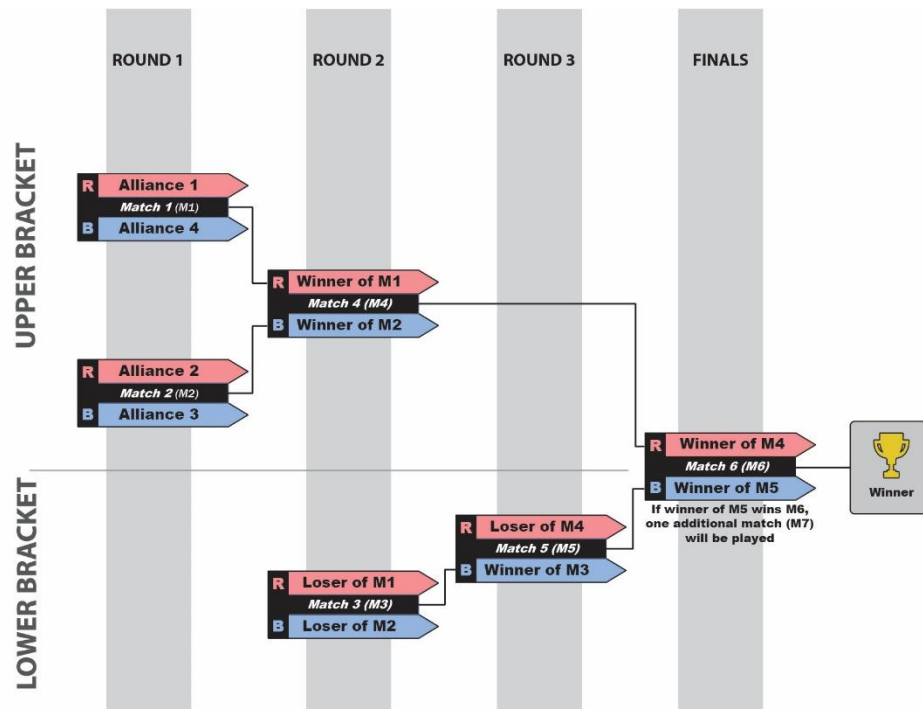 ROUND 1
ROUND 2
ROUND 3
FINALS
UPPER BRACKET
R Alliance 1
Match 1 (M1)
B Alliance 4
R Winner of M1
Match 4 (M4)
B Winner of M2
R Alliance 2
Match 2 (M2)
B Alliance 3
R Winner of M4
Match 6 (M6)
B Winner of M5
If winner of M5 wins M6,
one additional match (M7)
will be played
Winner
LOWER BRACKET
R Loser of M4
Match 5 (M5)
B Winner of M3
R Loser of M1
Match 3 (M3)
B Loser of M2